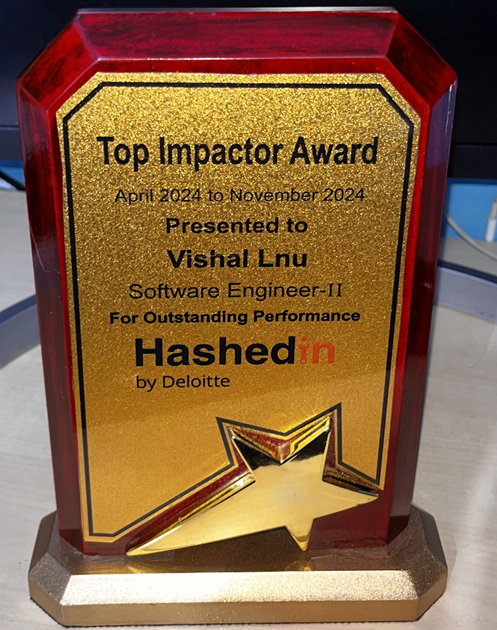 Top Impactor Award
April 2024 to November 2024
Presented to
Vishal Lnu
Software Engineer-II
For Outstanding Performance
Hashedin
by Deloitte